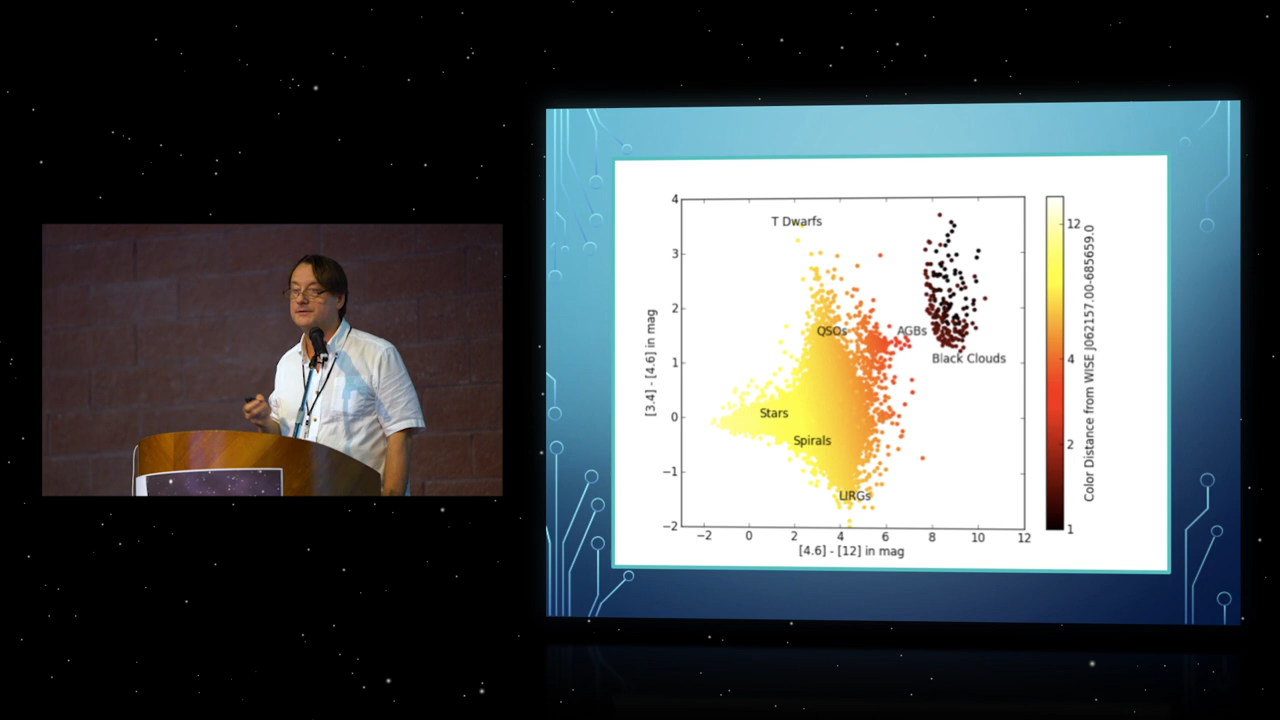 4
3
2
1
0
−1
−2
[3.4] - [4.6] in mag
T Dwarfs
QSOs
AGBs
Black Clouds
Stars
Spirals
LIRGs
−2 0 2 4 6 8 10 12
[4.6] - [12] in mag
12
4
2
1
Color Distance from WISE J062157.00-685659.0